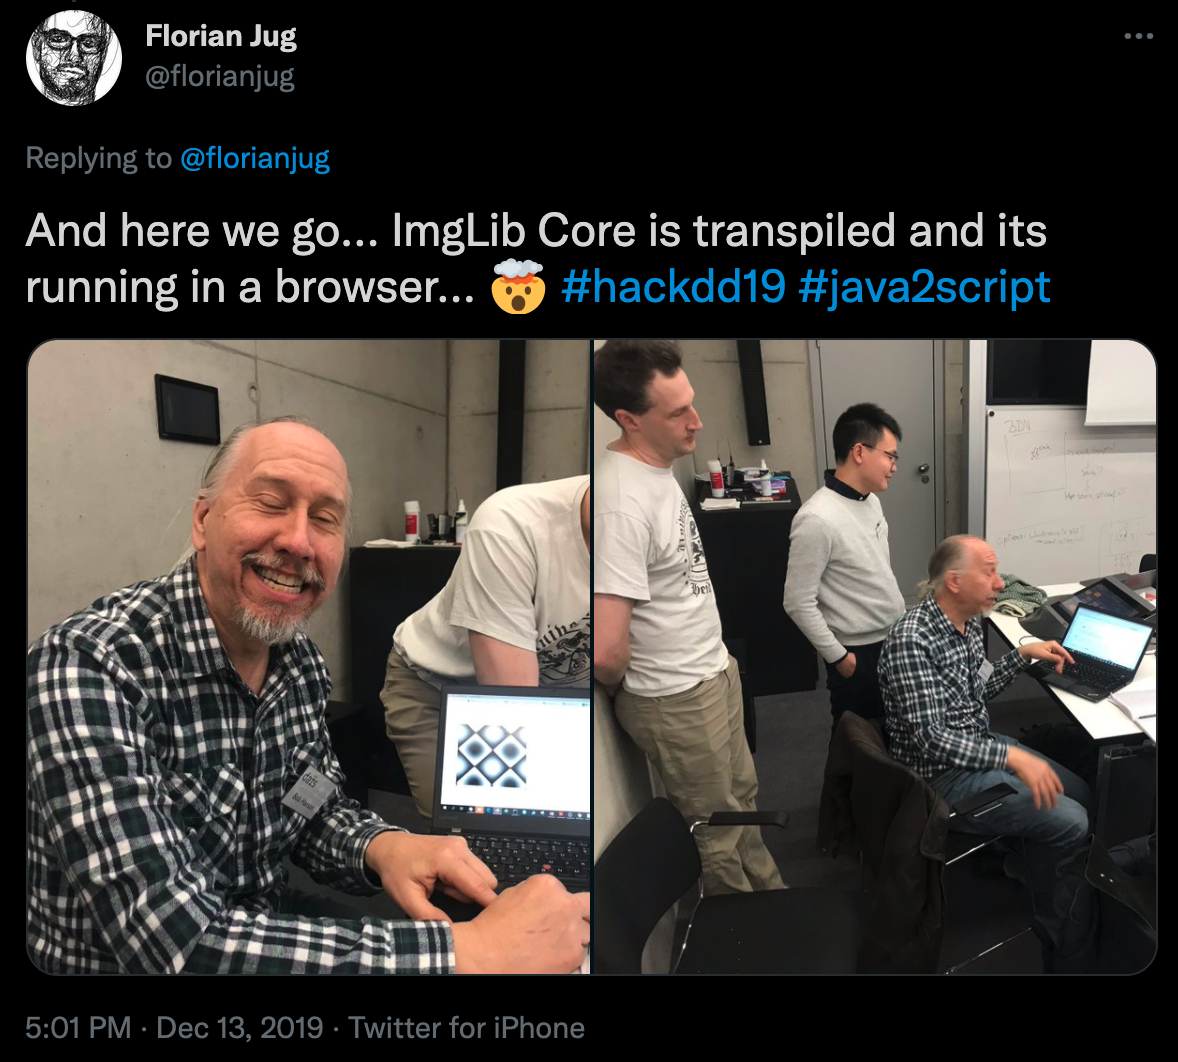 Florian Jug
@florianjug
Replying to @florianjug
And here we go... ImgLib Core is transpiled and its
running in a browser... 🤯 #hackdd19 #java2script
BDV
5:01 PM · Dec 13, 2019 · Twitter for iPhone